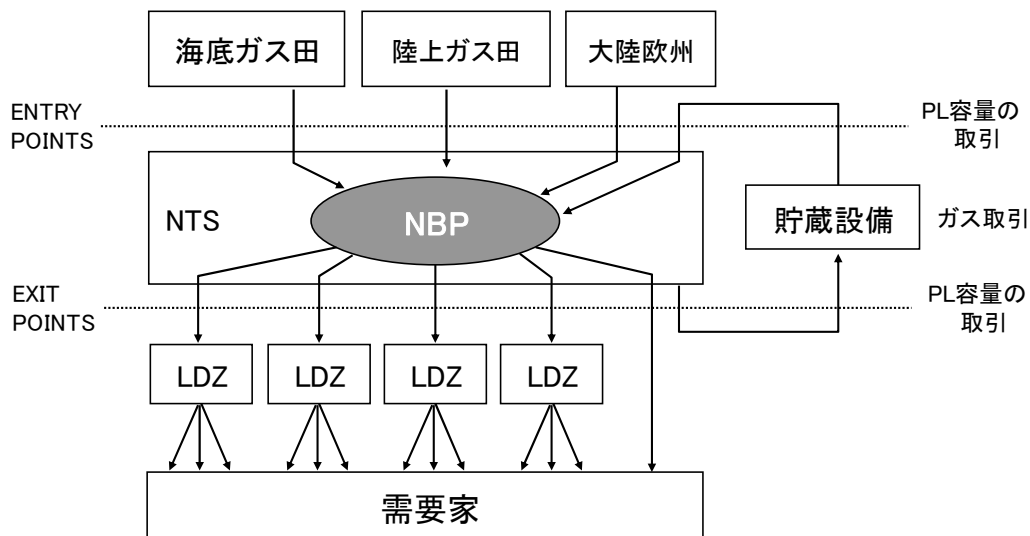 海底ガス田
陸上ガス田
大陸欧州
ENTRY
POINTS
PL容量の
取引
NTS
NBP
貯蔵設備
ガス取引
EXIT
POINTS
PL容量の
取引
LDZ
LDZ
LDZ
LDZ
需要家